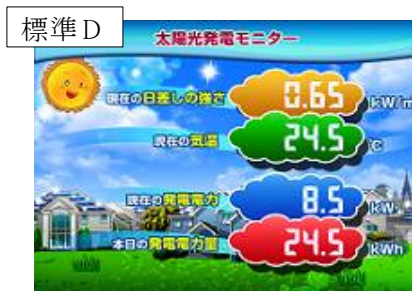 標準D
太陽光発電モニター
現在の日差しの強さ 0.65 kW/㎡
現在の気温 24.5 ℃
現在の発電電力 8.5 kW
本日の発電電力量 24.5 kWh